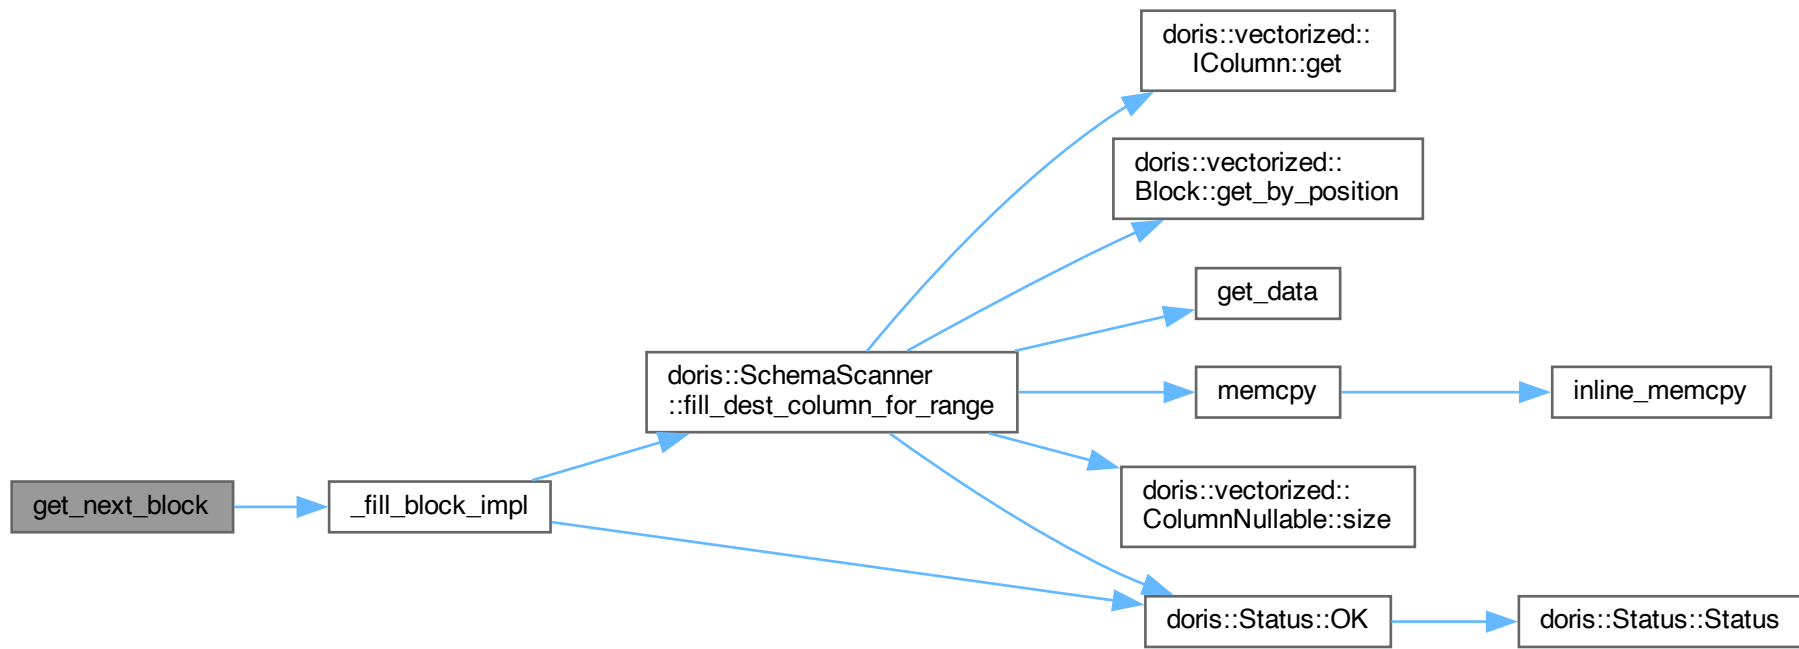 doris::vectorized::
IColumn::get
doris::vectorized::
Block::get_by_position
get_data
doris::SchemaScanner
::fill_dest_column_for_range
memcpy
inline_memcpy
get_next_block
_fill_block_impl
doris::vectorized::
ColumnNullable::size
doris::Status::OK
doris::Status::Status